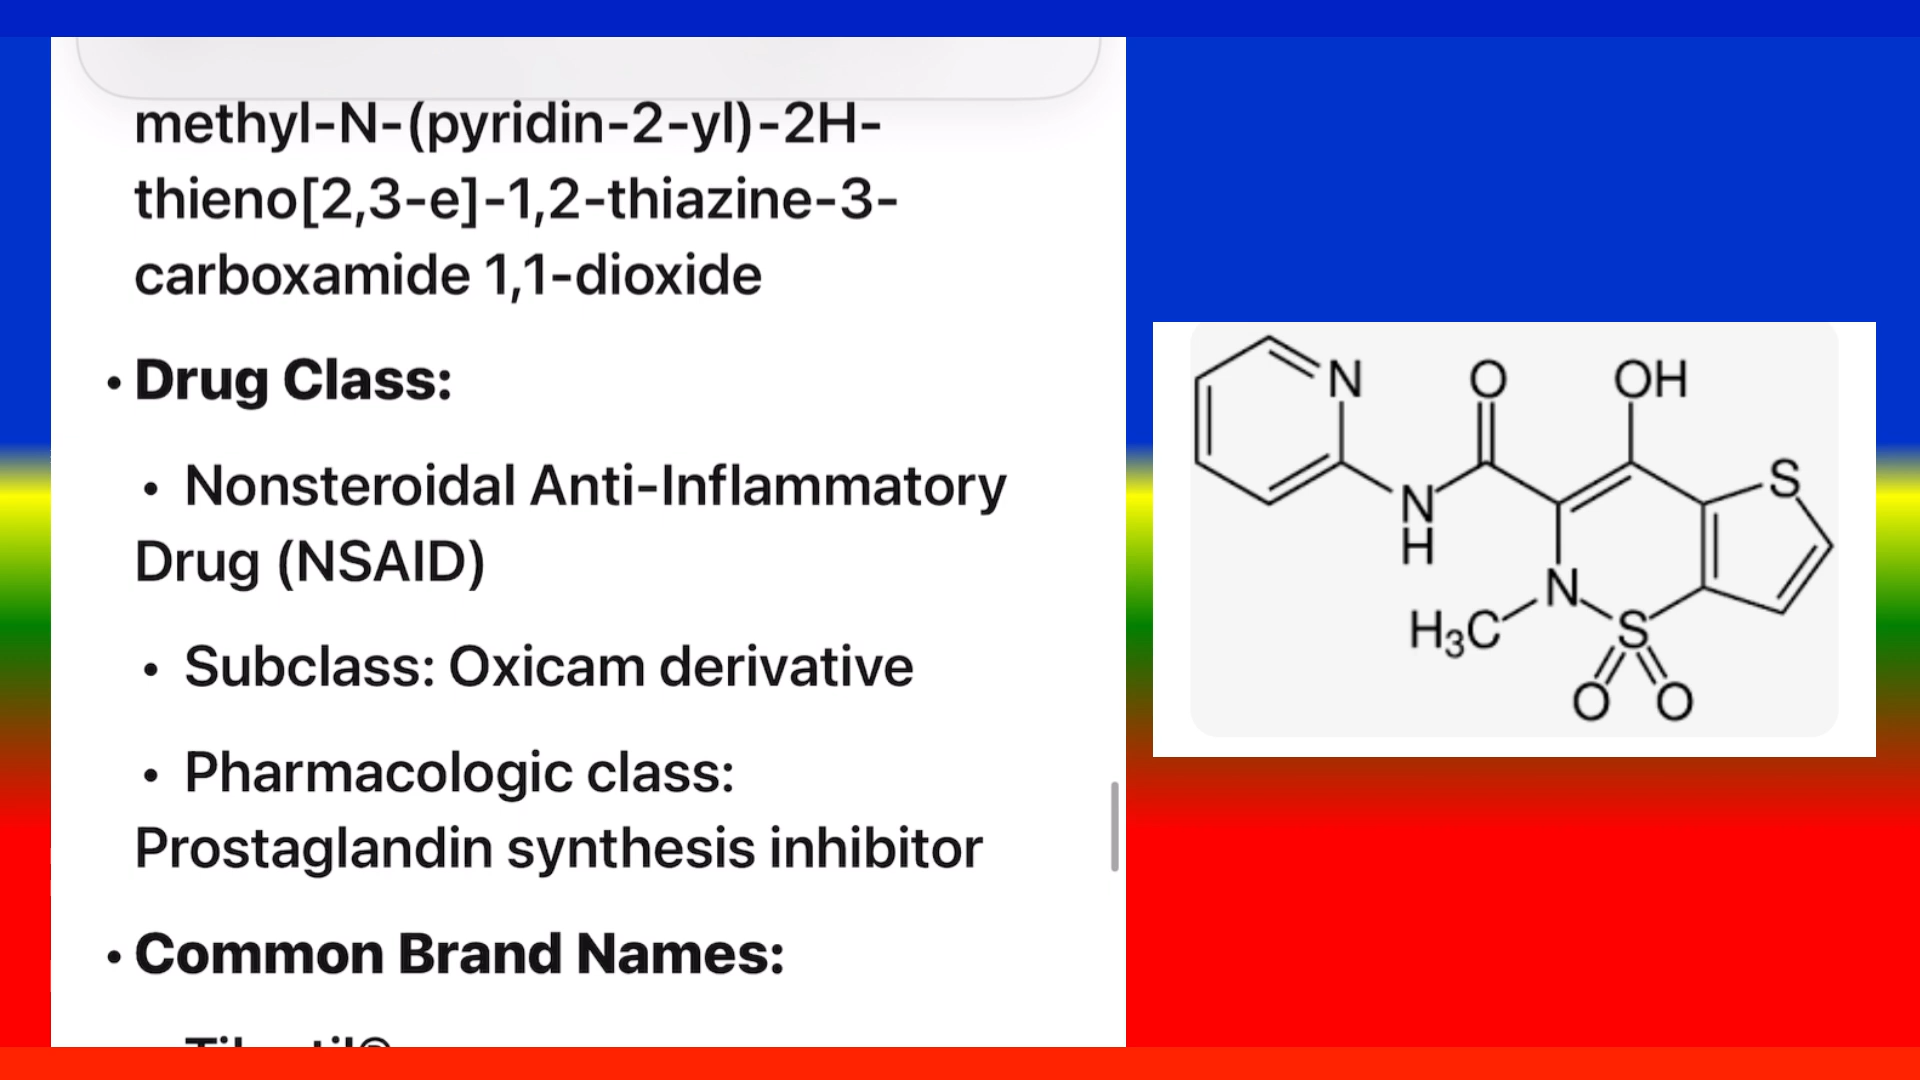 methyl-N-(pyridin-2-yl)-2H-
thieno[2,3-e]-1,2-thiazine-3-
carboxamide 1,1-dioxide
• Drug Class:
• Nonsteroidal Anti-Inflammatory
Drug (NSAID)
• Subclass: Oxicam derivative
• Pharmacologic class:
Prostaglandin synthesis inhibitor
• Common Brand Names:
N
O
OH
S
N
H
N
H₃C
S
O
O